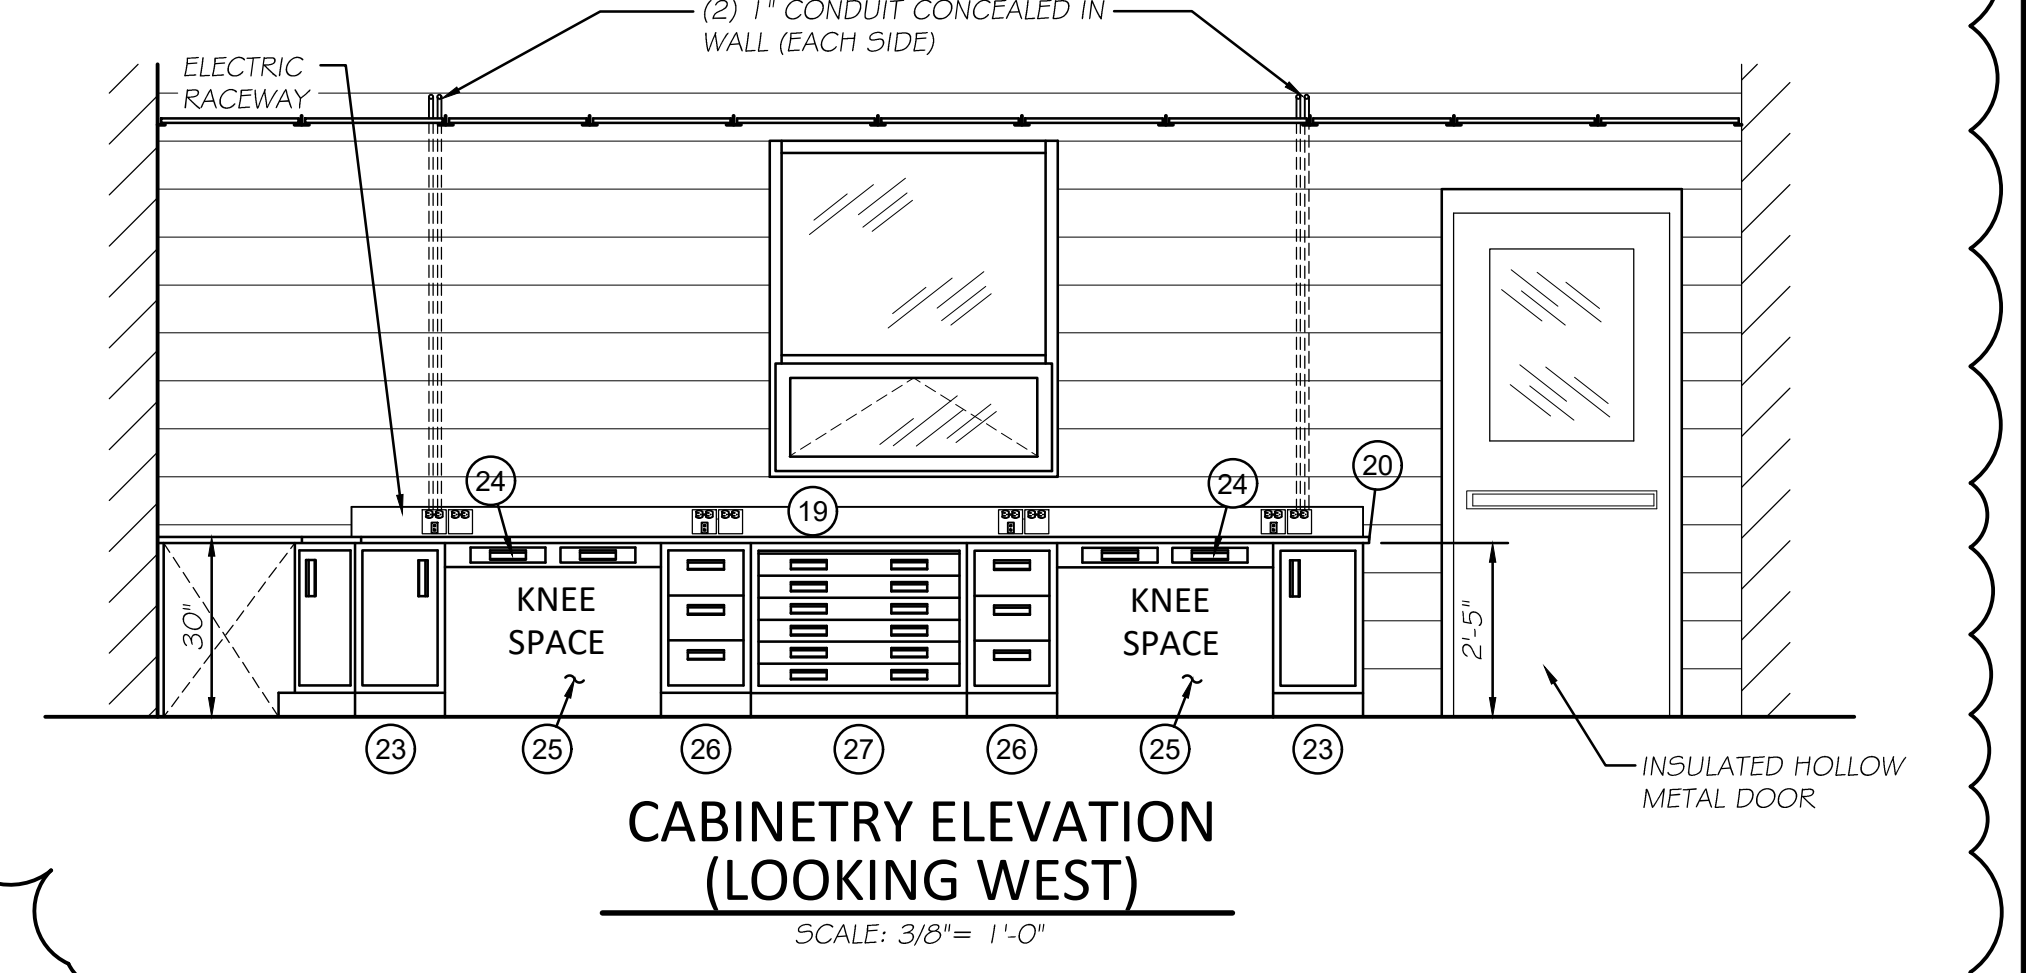 (2) 1" CONDUIT CONCEALED IN
WALL (EACH SIDE)
ELECTRIC
RACEWAY
24
19
24
20
30"
KNEE
SPACE
KNEE
SPACE
2'-5"
23
25
26
27
26
25
23
INSULATED HOLLOW
METAL DOOR
CABINETRY ELEVATION
(LOOKING WEST)
SCALE: 3/8"= 1'-0"